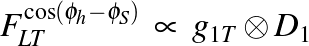 F_{LT}^{\cos(\phi_h - \phi_S)} \propto g_{1T} \otimes D_1